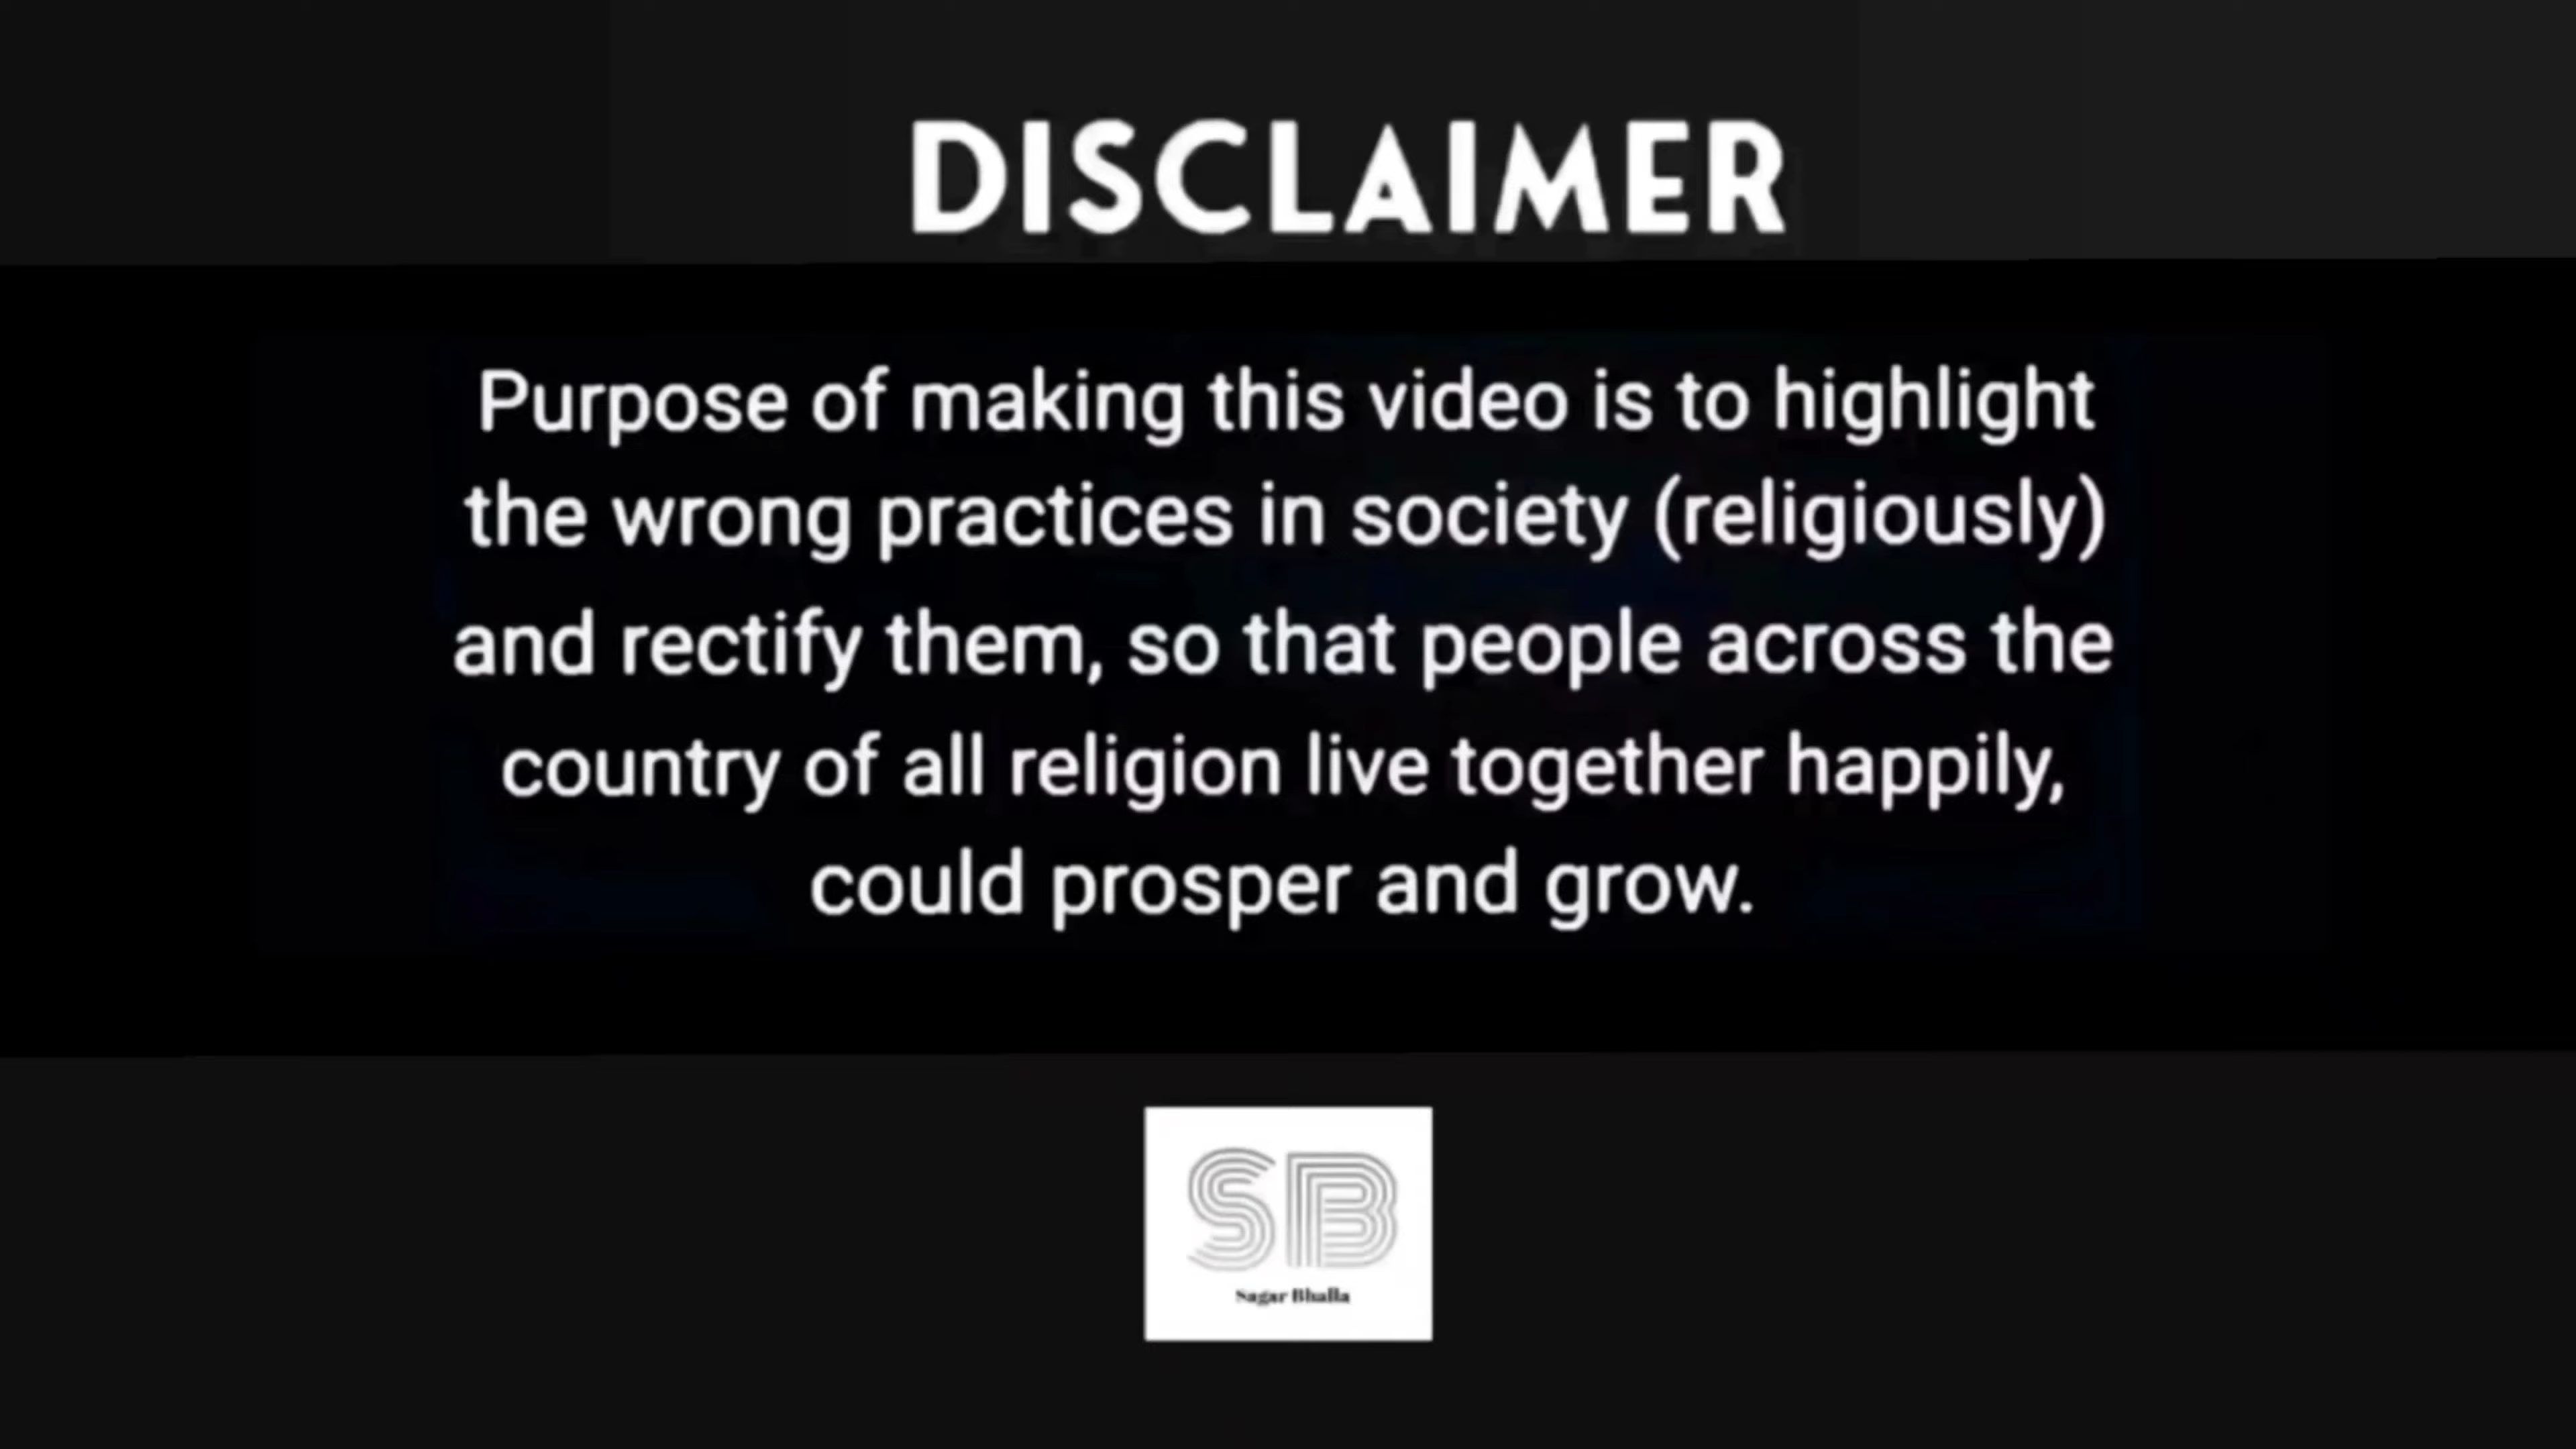 DISCLAIMER
Purpose of making this video is to highlight
the wrong practices in society (religiously)
and rectify them, so that people across the
country of all religion live together happily,
could prosper and grow.
SB
Sagar Bhalla